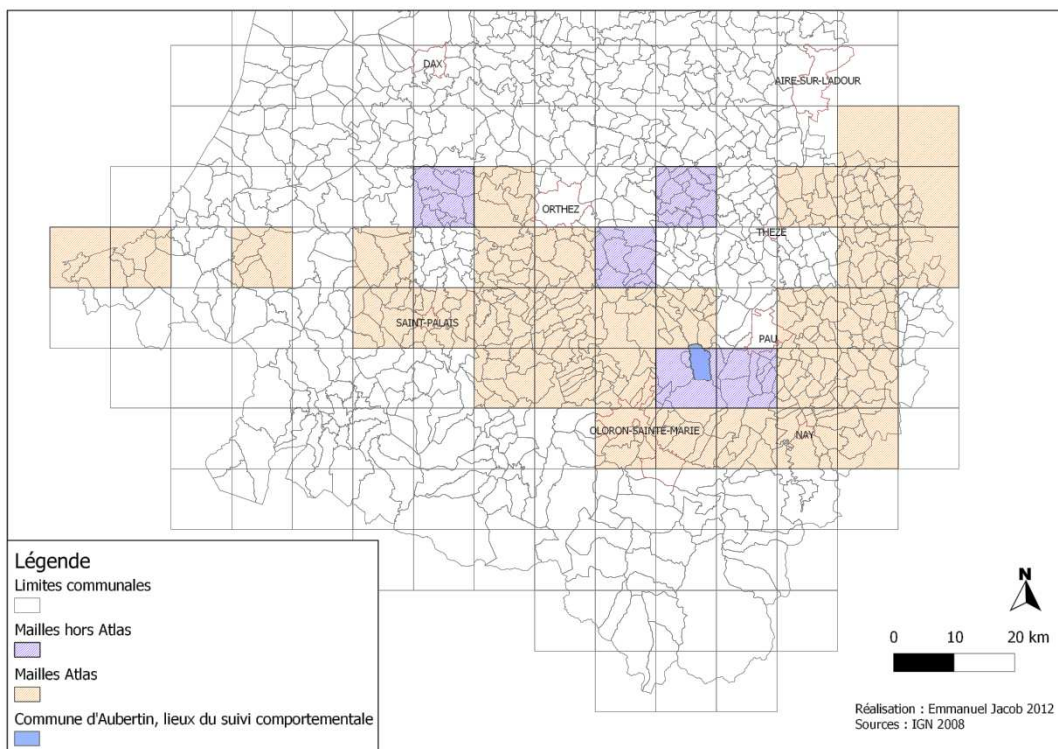 DAX
AIRE-SUR-L'ADOUR
ORTHEZ
THEZE
SAINT-PALAIS
PAU
OLORON-SAINTE-MARIE
NAY
Légende
Limites communales
Mailles hors Atlas
Mailles Atlas
Commune d'Aubertin, lieux du suivi comportementale
N
0 10 20 km
Réalisation : Emmanuel Jacob 2012
Sources : IGN 2008